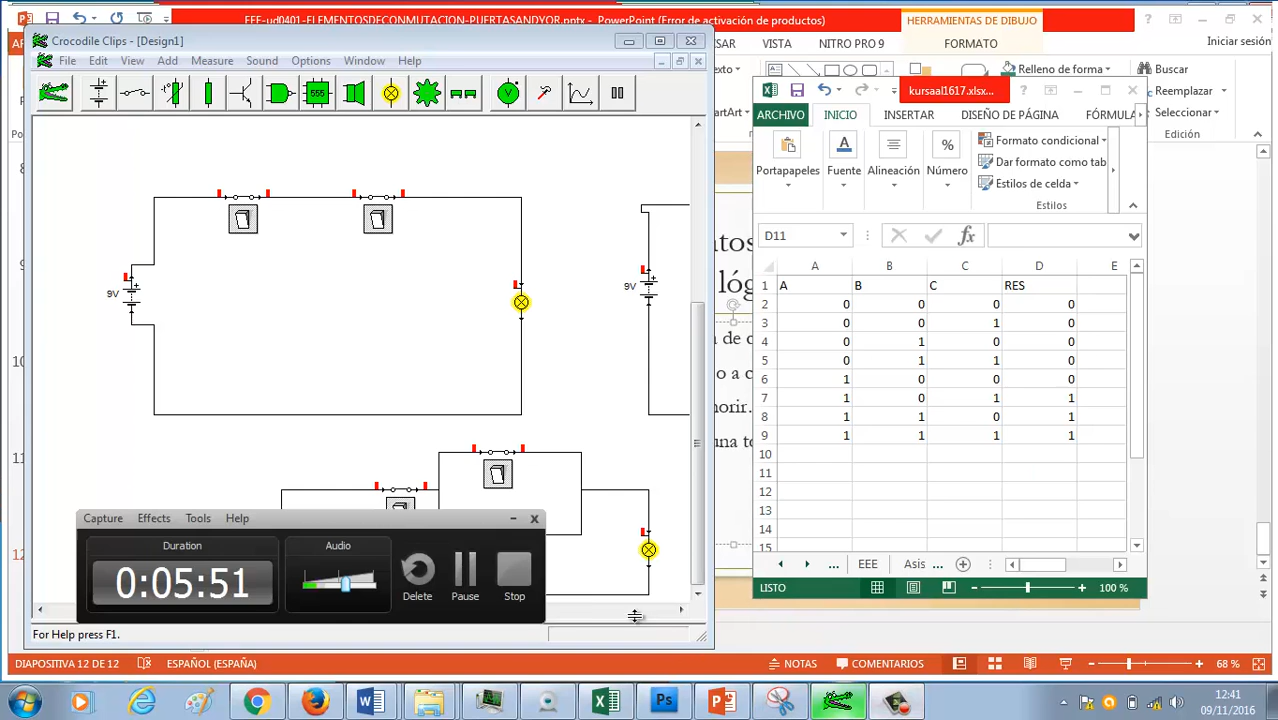 EEE-ud0401-ELEMENTOSDECONMUTACIÓN-PUERTASANDYOR.pptx - PowerPoint (Error de activación de productos)
HERRAMIENTAS DE DIBUJO
Iniciar sesión
VISTA
NITRO PRO 9
FORMATO
Relleno de forma
Buscar
Reemplazar
Seleccionar
Edición
Crocodile Clips - [Design1]
File Edit View Add Measure Sound Options Window Help
555
V
9V
9V
kursaal1617.xlsx...
ARCHIVO INICIO INSERTAR DISEÑO DE PÁGINA FÓRMULA
Portapapeles
Fuente
Alineación
Número
Formato condicional
Dar formato como tab
Estilos de celda
Estilos
D11
fx
A B C D E
1 A B C RES
2 0 0 0 0
3 0 0 1 0
4 0 1 0 0
5 0 1 1 0
6 1 0 0 0
7 1 0 1 1
8 1 1 0 1
9 1 1 1 1
10
11
12
13
14
15
... EEE Asis ...
LISTO
100 %
Capture Effects Tools Help
Duration
0:05:51
Audio
Delete
Pause
Stop
For Help press F1.
9
10
11
12
DIAPOSITIVA 12 DE 12
ESPAÑOL (ESPAÑA)
NOTAS
COMENTARIOS
68 %
12:41
09/11/2016